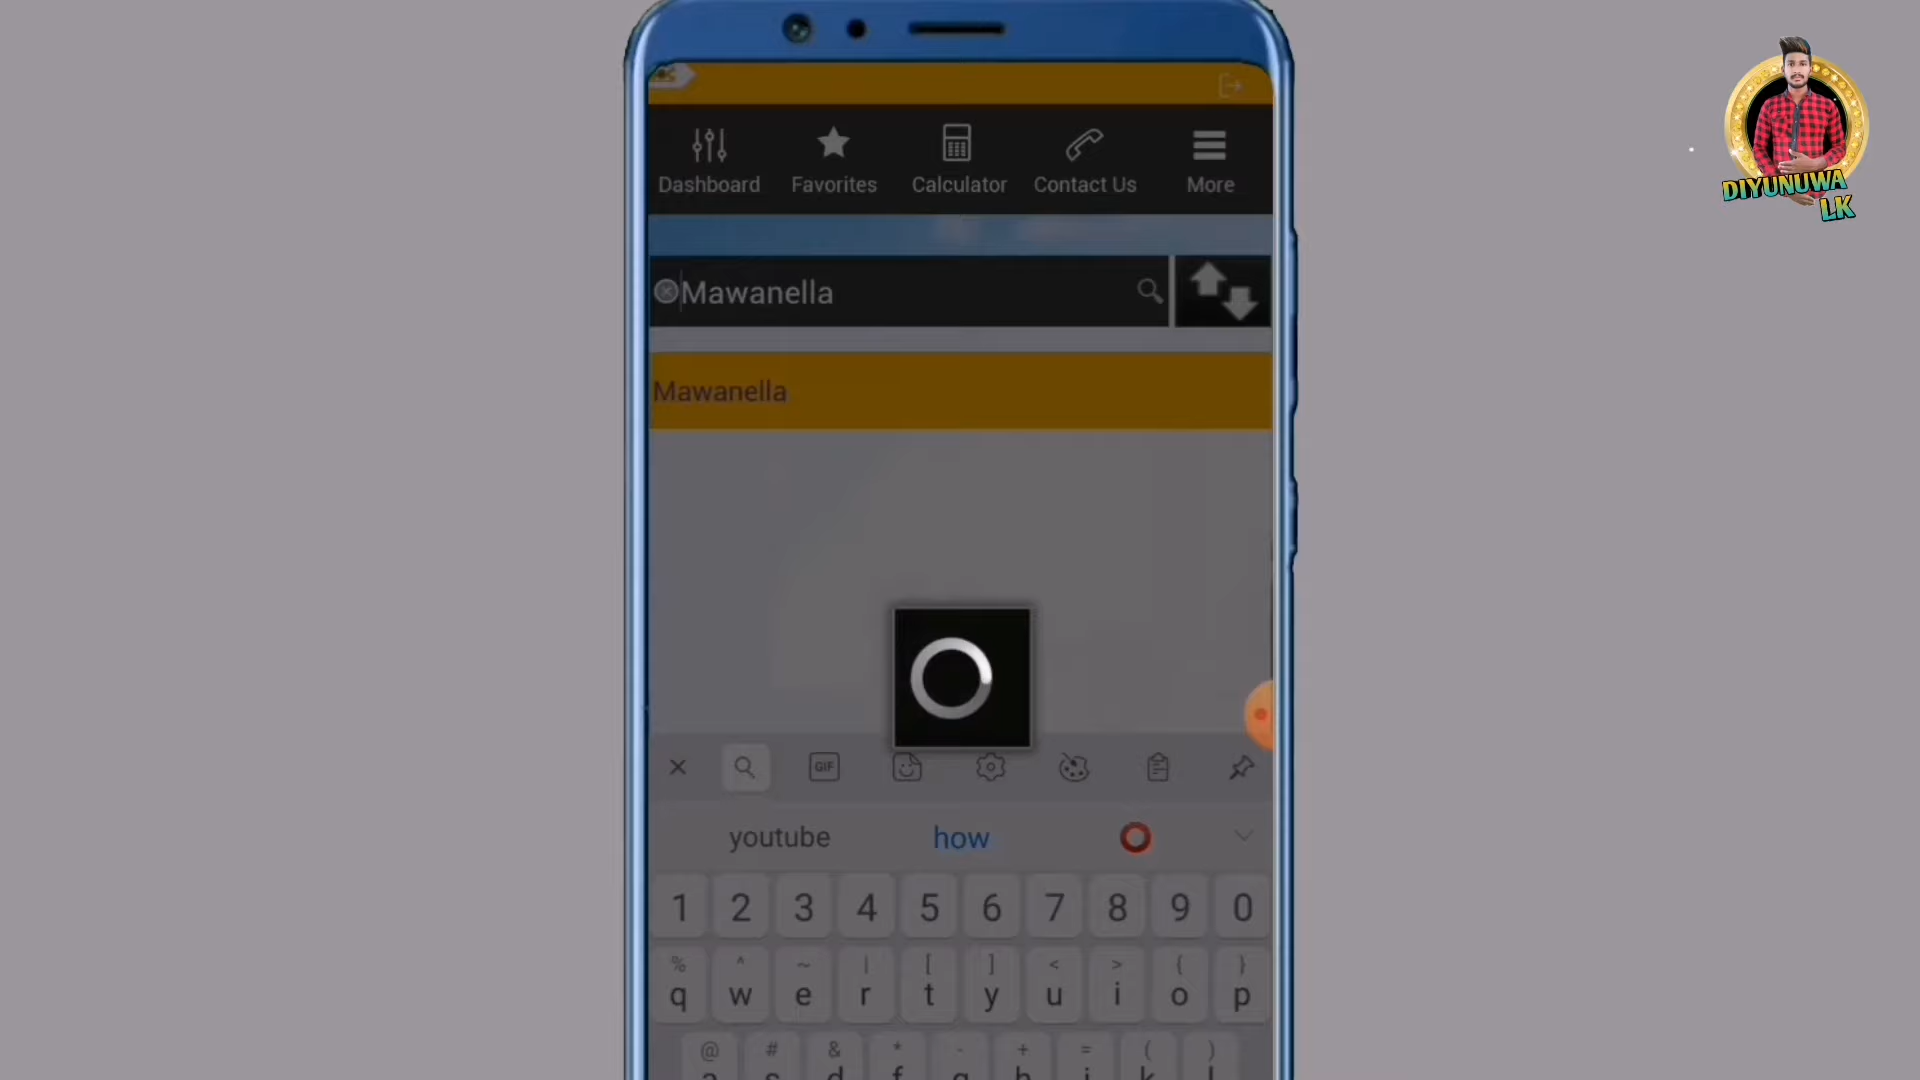 DIYUNUWA
LK
Dashboard Favorites Calculator Contact Us More
Mawanella
Mawanella
GIF
youtube how
1 2 3 4 5 6 7 8 9 0
% ^ ~ | [ ] < > { }
q w e r t y u i o p
@ # & * - + = ( )
a s d f g h j k l